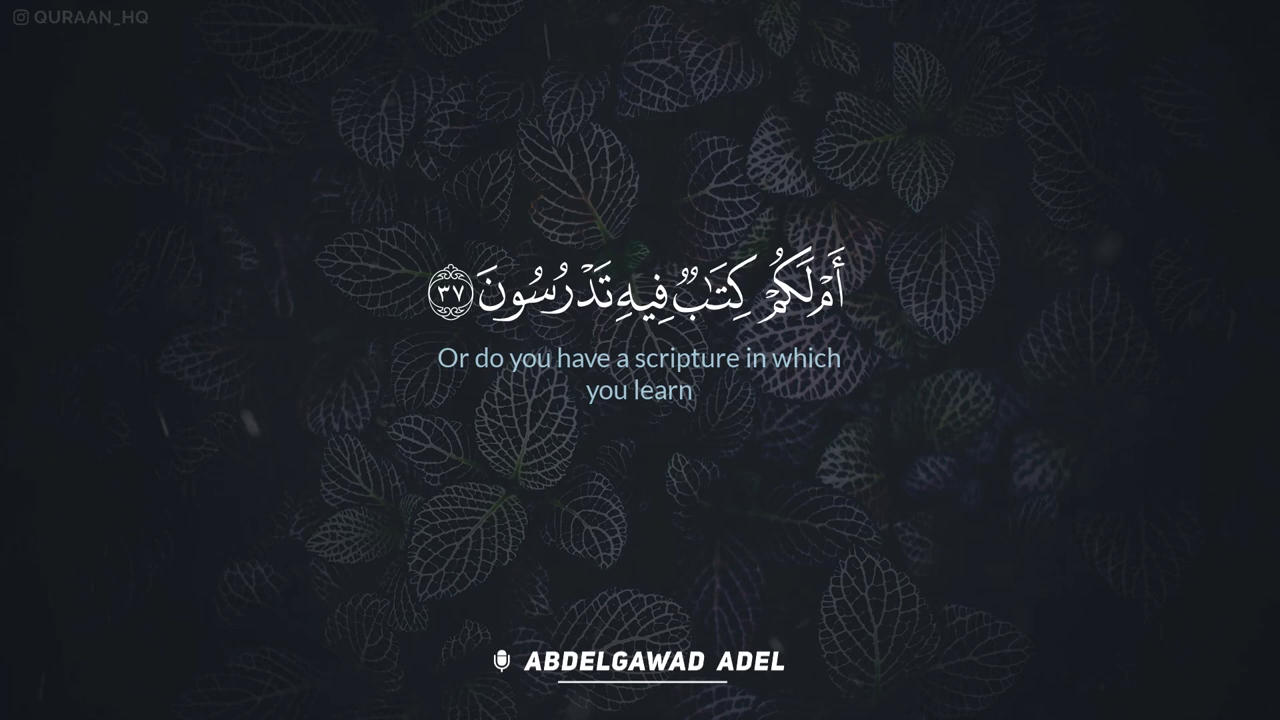 QURAAN_HQ
أَمْ لَكُمْ كِتَٰبٌ فِيهِ تَدْرُسُونَ ٣٧
Or do you have a scripture in which
you learn
ABDELGAWAD ADEL